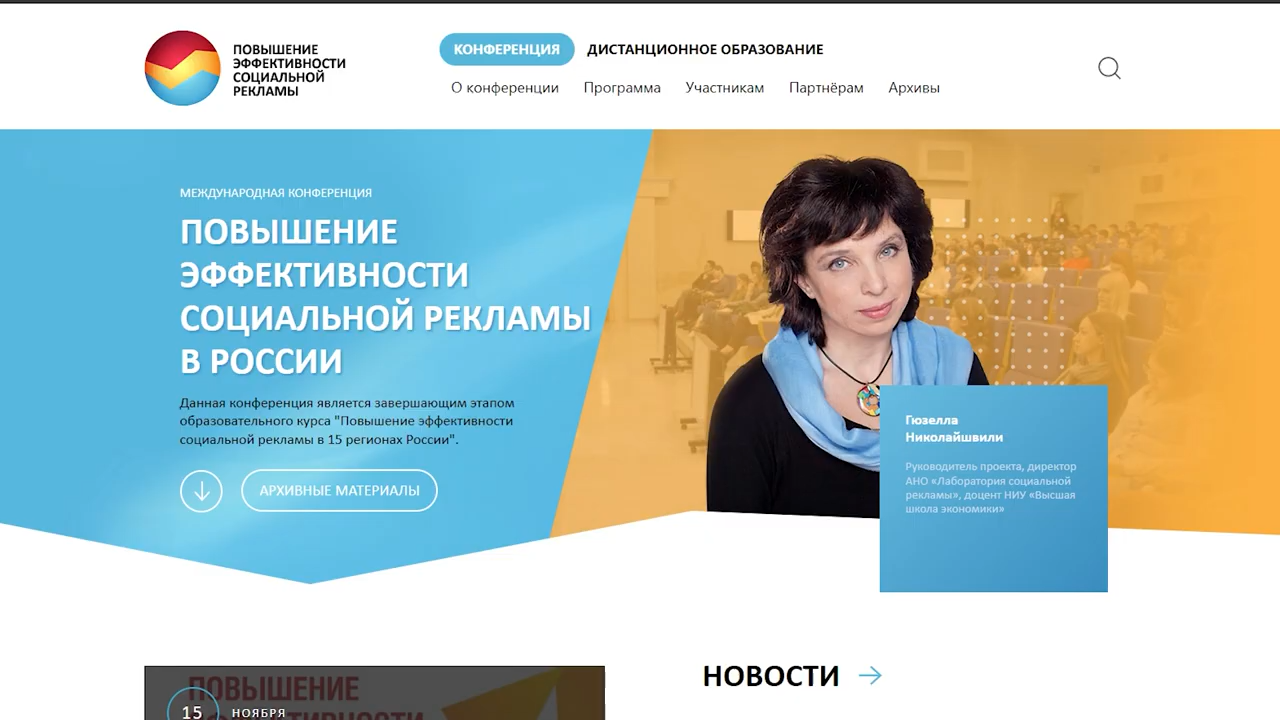 ПОВЫШЕНИЕ
ЭФФЕКТИВНОСТИ
СОЦИАЛЬНОЙ
РЕКЛАМЫ
КОНФЕРЕНЦИЯ
ДИСТАНЦИОННОЕ ОБРАЗОВАНИЕ
О конференции
Программа
Участникам
Партнёрам
Архивы
МЕЖДУНАРОДНАЯ КОНФЕРЕНЦИЯ
ПОВЫШЕНИЕ
ЭФФЕКТИВНОСТИ
СОЦИАЛЬНОЙ РЕКЛАМЫ
В РОССИИ
Данная конференция является завершающим этапом
образовательного курса "Повышение эффективности
социальной рекламы в 15 регионах России".
АРХИВНЫЕ МАТЕРИАЛЫ
Гюзелла
Николайшвили
Руководитель проекта, директор
АНО «Лаборатория социальной
рекламы», доцент НИУ «Высшая
школа экономики»
ПОВЫШЕНИЕ
ЭФФЕКТИВНОСТИ
15 НОЯБРЯ
НОВОСТИ